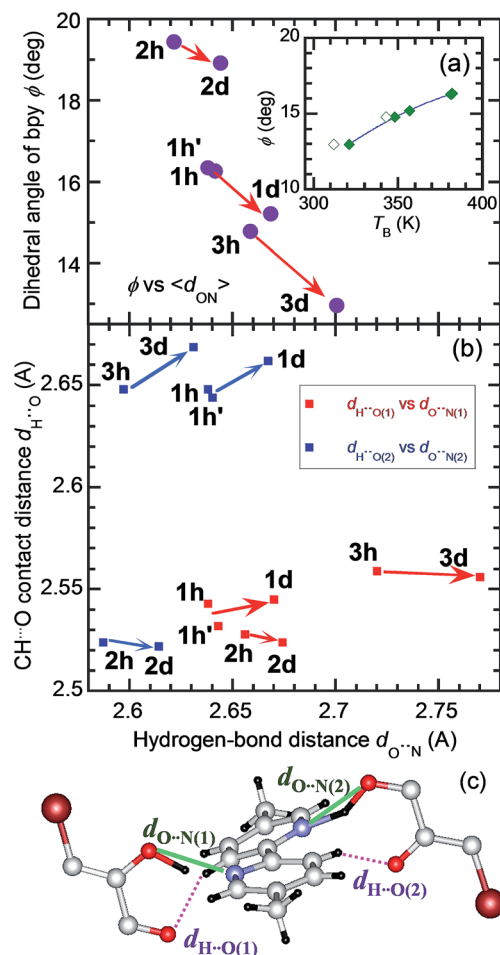 20
18
16
14
Dihedral angle of bpy ϕ (deg)
2h
2d
1h'
1h
1d
3h
3d
ϕ vs <d_ON>
(a)
20
15
10
ϕ (deg)
300
350
400
T_B (K)
(b)
2.65
2.6
2.55
2.5
CH··O contact distance d_H··O (A)
3h
3d
1h
1h'
1d
d_H··O(1) vs d_O··N(1)
d_H··O(2) vs d_O··N(2)
3h
3d
1h
1d
1h'
2h
2d
2h
2d
2.6
2.65
2.7
2.75
Hydrogen-bond distance d_O··N (A)
(c)
d_O··N(2)
d_O··N(1)
d_H··O(2)
d_H··O(1)